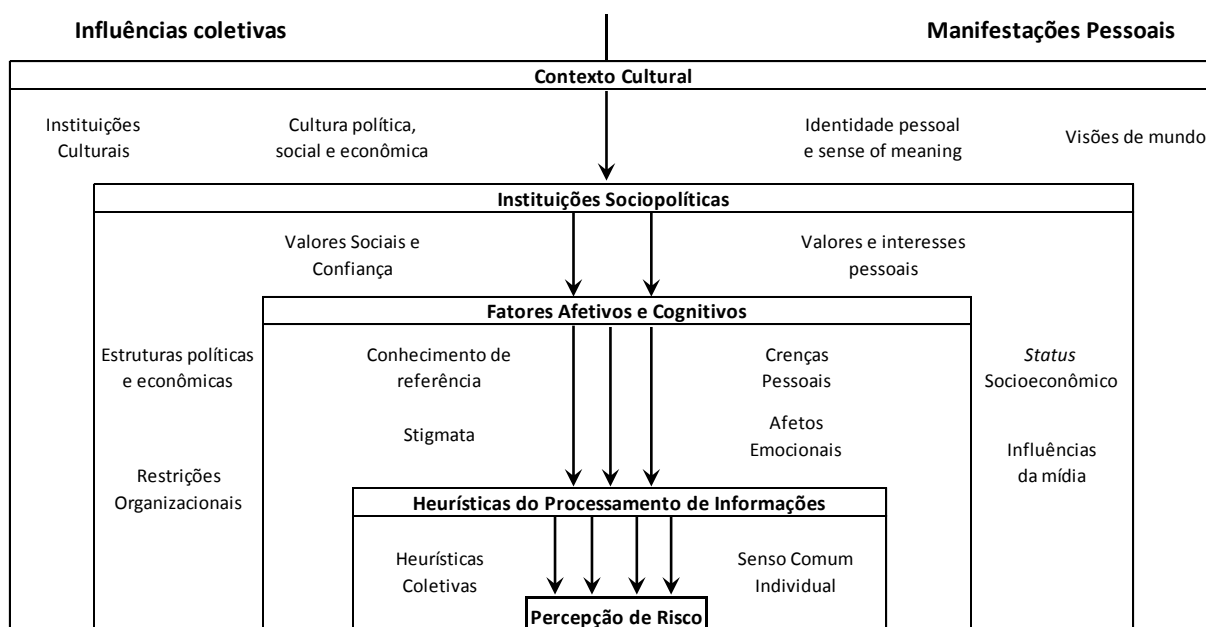 Influências coletivas
Manifestações Pessoais
Contexto Cultural
Instituições
Culturais
Cultura política,
social e econômica
Identidade pessoal
e sense of meaning
Visões de mundo
Instituições Sociopolíticas
Valores Sociais e
Confiança
Valores e interesses
pessoais
Fatores Afetivos e Cognitivos
Estruturas políticas
e econômicas
Conhecimento de
referência
Crenças
Pessoais
Status
Socioeconômico
Stigmata
Afetos
Emocionais
Restrições
Organizacionais
Influências
da mídia
Heurísticas do Processamento de Informações
Heurísticas
Coletivas
Senso Comum
Individual
Percepção de Risco